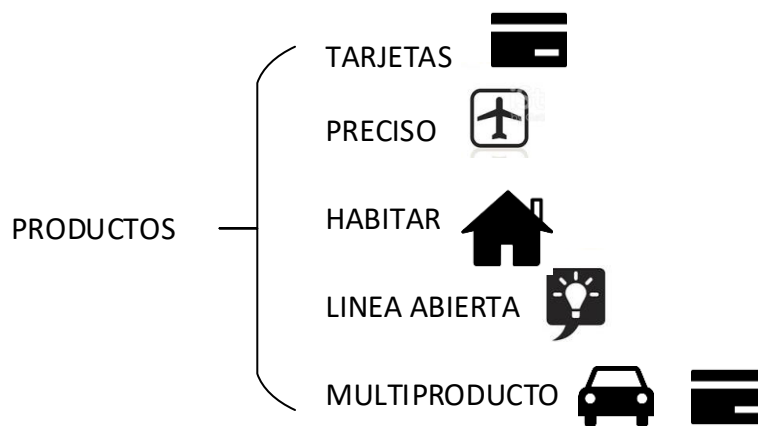 TARJETAS
PRECISO
HABITAR
PRODUCTOS
LINEA ABIERTA
MULTIPRODUCTO